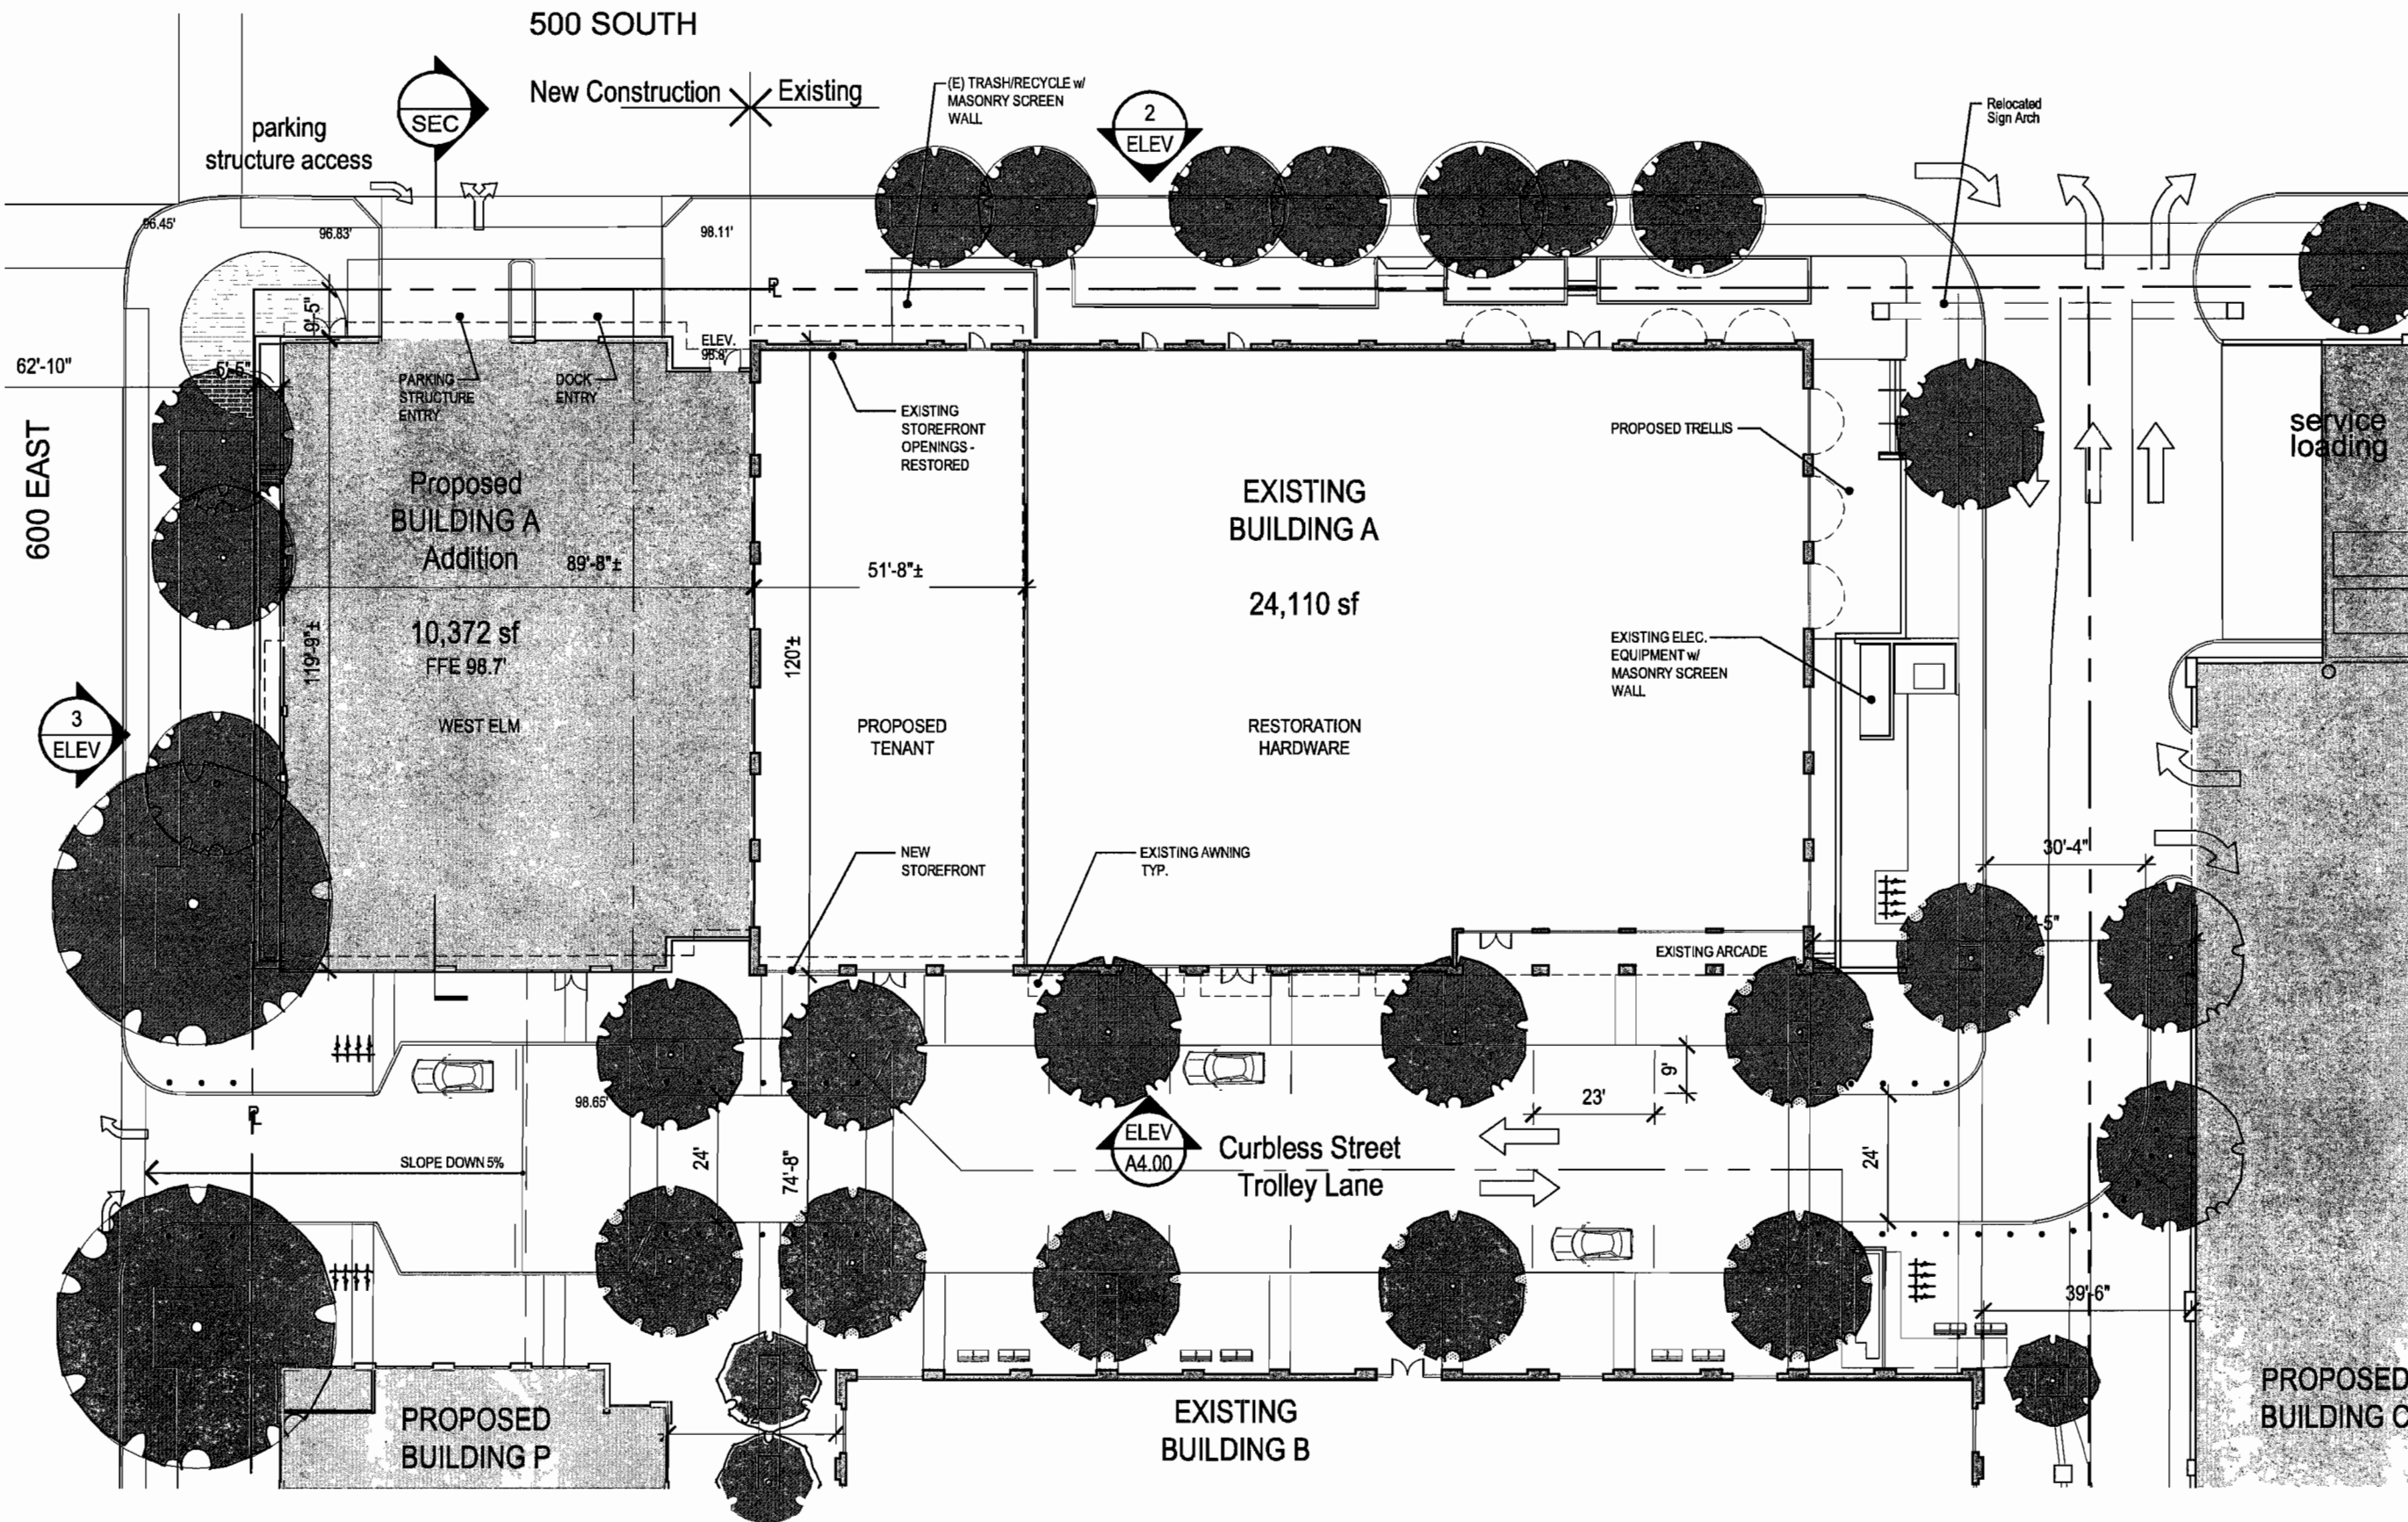 500 SOUTH
New Construction
Existing
SEC
parking
structure access
(E) TRASH/RECYCLE w/
MASONRY SCREEN
WALL
2
ELEV
Relocated
Sign Arch
96.45'
96.83'
98.11'
PL
9'-5"
ELEV.
62'-10"
5'-5"
PARKING
STRUCTURE
ENTRY
DOCK
ENTRY
EXISTING
STOREFRONT
OPENINGS -
RESTORED
PROPOSED TRELLIS
service
loading
600 EAST
Proposed
BUILDING A
Addition
89'-8"±
51'-8"±
EXISTING
BUILDING A
24,110 sf
10,372 sf
FFE 98.7'
119'-9"±
120'±
EXISTING ELEC.
EQUIPMENT w/
MASONRY SCREEN
WALL
3
ELEV
WEST ELM
PROPOSED
TENANT
RESTORATION
HARDWARE
NEW
STOREFRONT
EXISTING AWNING
TYP.
30'-4"
EXISTING ARCADE
9'
23'
98.65'
PL
ELEV
A4.00
Curbless Street
Trolley Lane
SLOPE DOWN 5%
24'
74'-8"
24'
39'-6"
PROPOSED
BUILDING P
EXISTING
BUILDING B
PROPOSED
BUILDING C